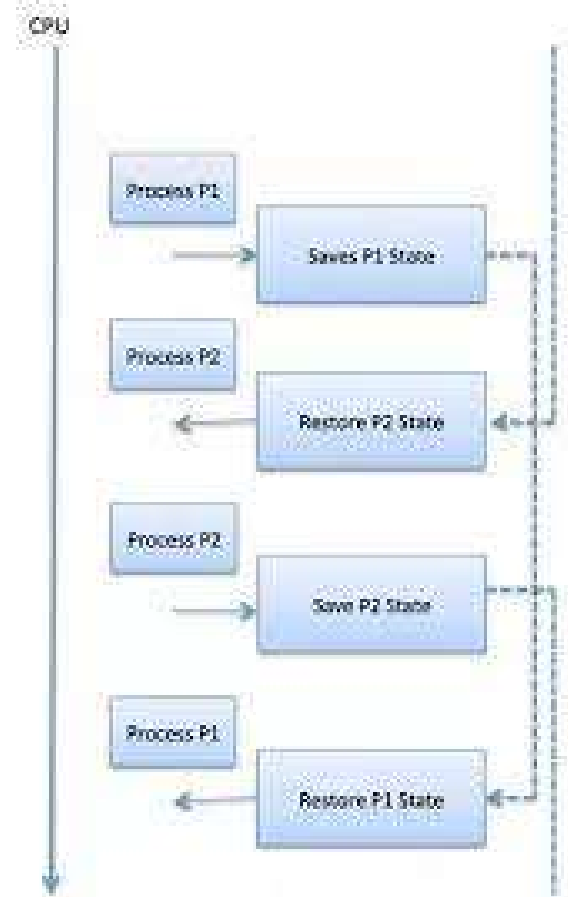 CPU
Process P1
Saves P1 State
Process P2
Restore P2 State
Process P2
Save P2 State
Process P1
Restore P1 State